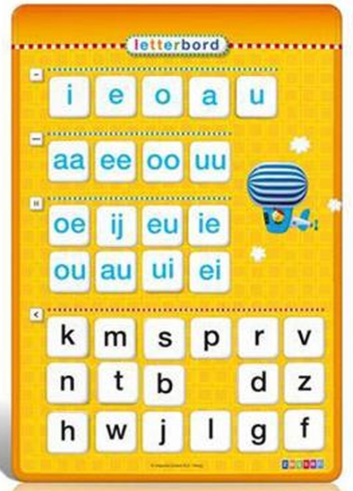 letterbord
i e o a u
aa ee oo uu
oe ij eu ie
ou au ui ei
k m s p r v
n t b d z
h w j l g f